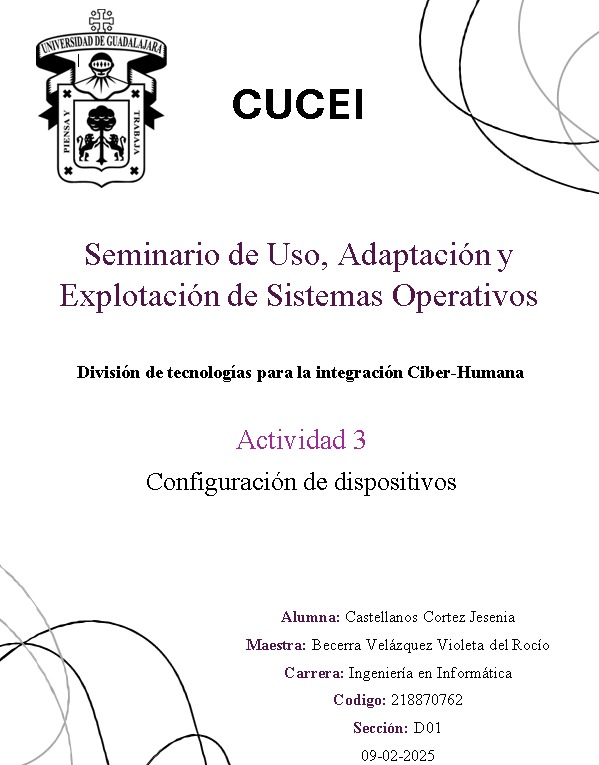 UNIVERSIDAD DE GUADALAJARA
PIENSA Y
TRABAJA
CUCEI
Seminario de Uso, Adaptación y
Explotación de Sistemas Operativos
División de tecnologías para la integración Ciber-Humana
Actividad 3
Configuración de dispositivos
Alumna: Castellanos Cortez Jesenia
Maestra: Becerra Velázquez Violeta del Rocío
Carrera: Ingeniería en Informática
Codigo: 218870762
Sección: D01
09-02-2025